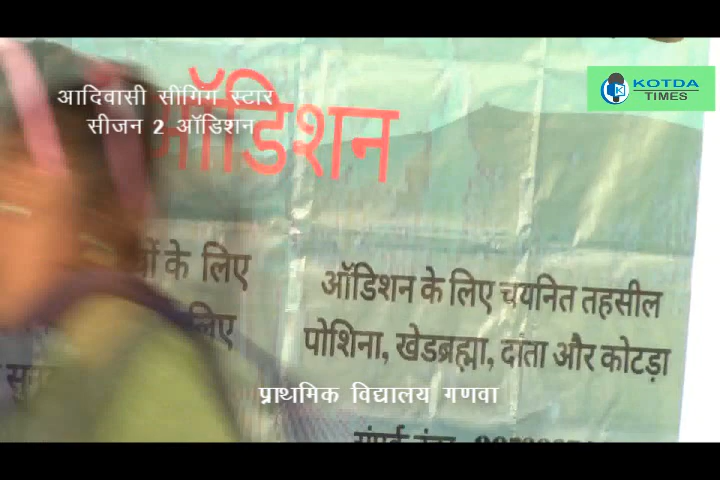 आदिवासी सीगिंग स्टार
सीजन 2 ऑडिशन
KOTDA
TIMES
ऑडिशन
के लिए
लिए
ऑडिशन के लिए चयनित तहसील
पोशिना, खेडब्रह्मा, दांता और कोटड़ा
प्राथमिक विद्यालय गणवा